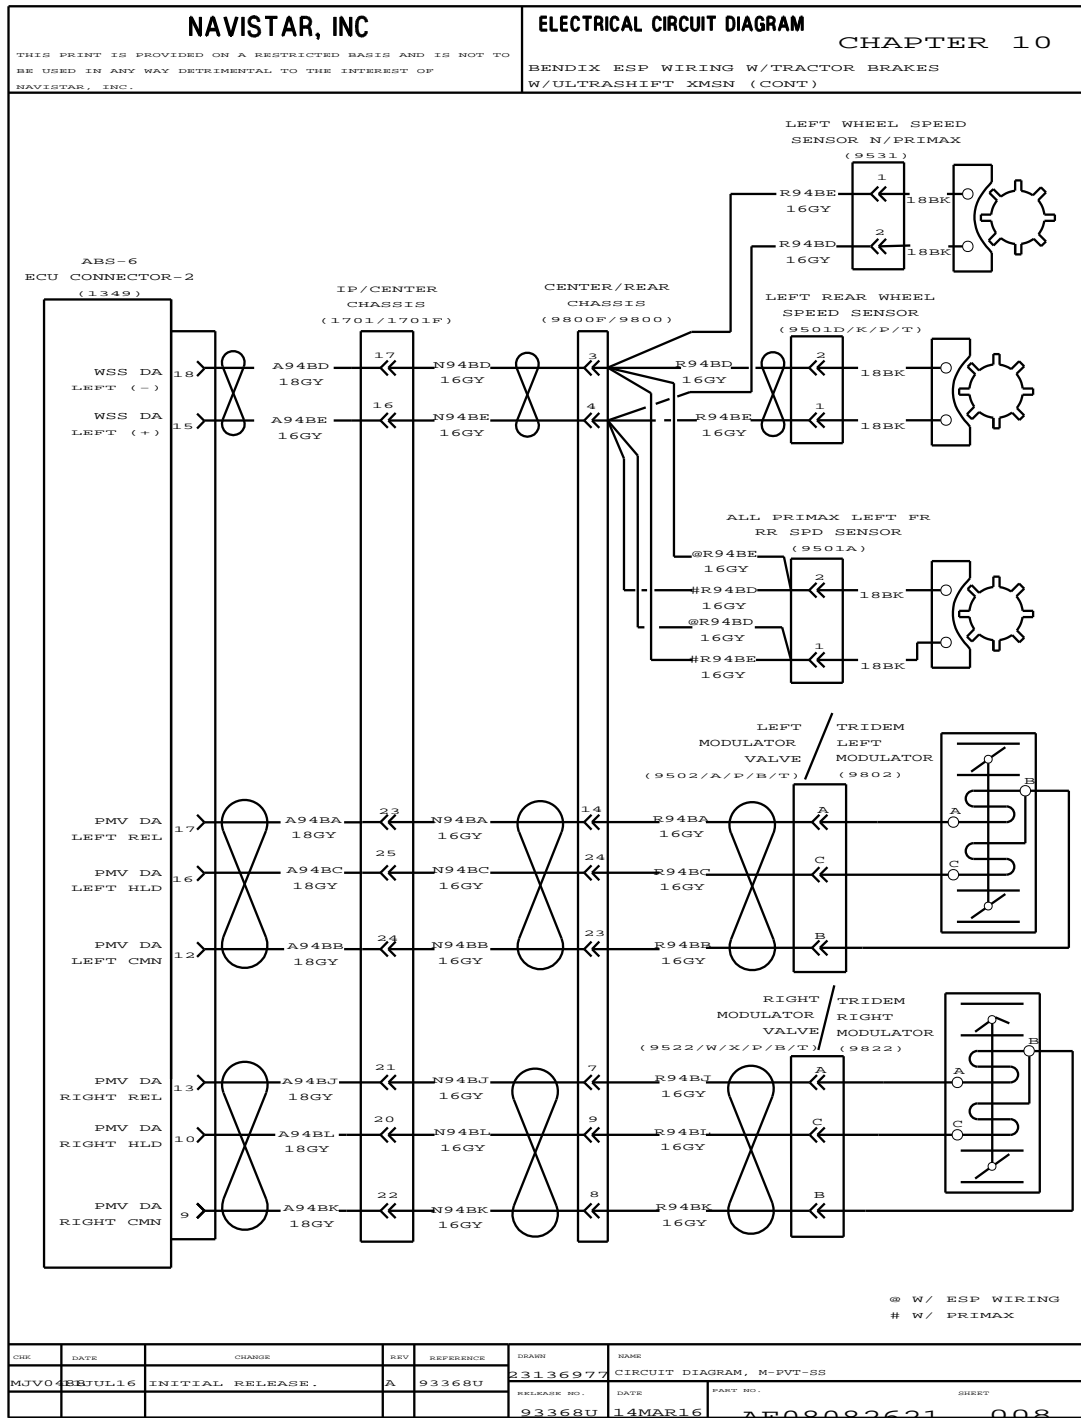 NAVISTAR, INC
THIS PRINT IS PROVIDED ON A RESTRICTED BASIS AND IS NOT TO
BE USED IN ANY WAY DETRIMENTAL TO THE INTEREST OF
NAVISTAR, INC.
ELECTRICAL CIRCUIT DIAGRAM
CHAPTER 10
BENDIX ESP WIRING W/TRACTOR BRAKES
W/ULTRASHIFT XMSN (CONT)
LEFT WHEEL SPEED
SENSOR N/PRIMAX
(9531)
1
R94BE
16GY
18BK
2
R94BD
16GY
18BK
ABS-6
ECU CONNECTOR-2
(1349)
IP/CENTER
CHASSIS
(1701/1701F)
CENTER/REAR
CHASSIS
(9800F/9800)
LEFT REAR WHEEL
SPEED SENSOR
(9501D/K/P/T)
WSS DA
LEFT (-)
18
A94BD
18GY
17
N94BD
16GY
3
R94BD
16GY
2
18BK
WSS DA
LEFT (+)
15
A94BE
16GY
16
N94BE
16GY
4
R94BE
16GY
1
18BK
ALL PRIMAX LEFT FR
RR SPD SENSOR
(9501A)
@R94BE
16GY
#R94BD
16GY
2
18BK
@R94BD
16GY
#R94BE
16GY
1
18BK
LEFT
MODULATOR
VALVE
(9502/A/P/B/T)
TRIDEM
LEFT
MODULATOR
(9802)
PMV DA
LEFT REL
17
A94BA
18GY
23
N94BA
16GY
14
R94BA
16GY
A
A
B
PMV DA
LEFT HLD
16
A94BC
18GY
25
N94BC
16GY
24
R94BC
16GY
C
C
PMV DA
LEFT CMN
12
A94BB
18GY
24
N94BB
16GY
23
R94BB
16GY
B
RIGHT
MODULATOR
VALVE
(9522/W/X/P/B/T)
TRIDEM
RIGHT
MODULATOR
(9822)
PMV DA
RIGHT REL
13
A94BJ
18GY
21
N94BJ
16GY
7
R94BJ
16GY
A
A
B
PMV DA
RIGHT HLD
10
A94BL
18GY
20
N94BL
16GY
9
R94BL
16GY
C
C
PMV DA
RIGHT CMN
9
A94BK
18GY
22
N94BK
16GY
8
R94BK
16GY
B
@ W/ ESP WIRING
# W/ PRIMAX
CHK DATE CHANGE REV REFERENCE DRAWN NAME
JUL16 INITIAL RELEASE. A 93368U 23136977 CIRCUIT DIAGRAM, M-PVT-SS
RELEASE NO. DATE PART NO. SHEET
93368U 14MAR16 008